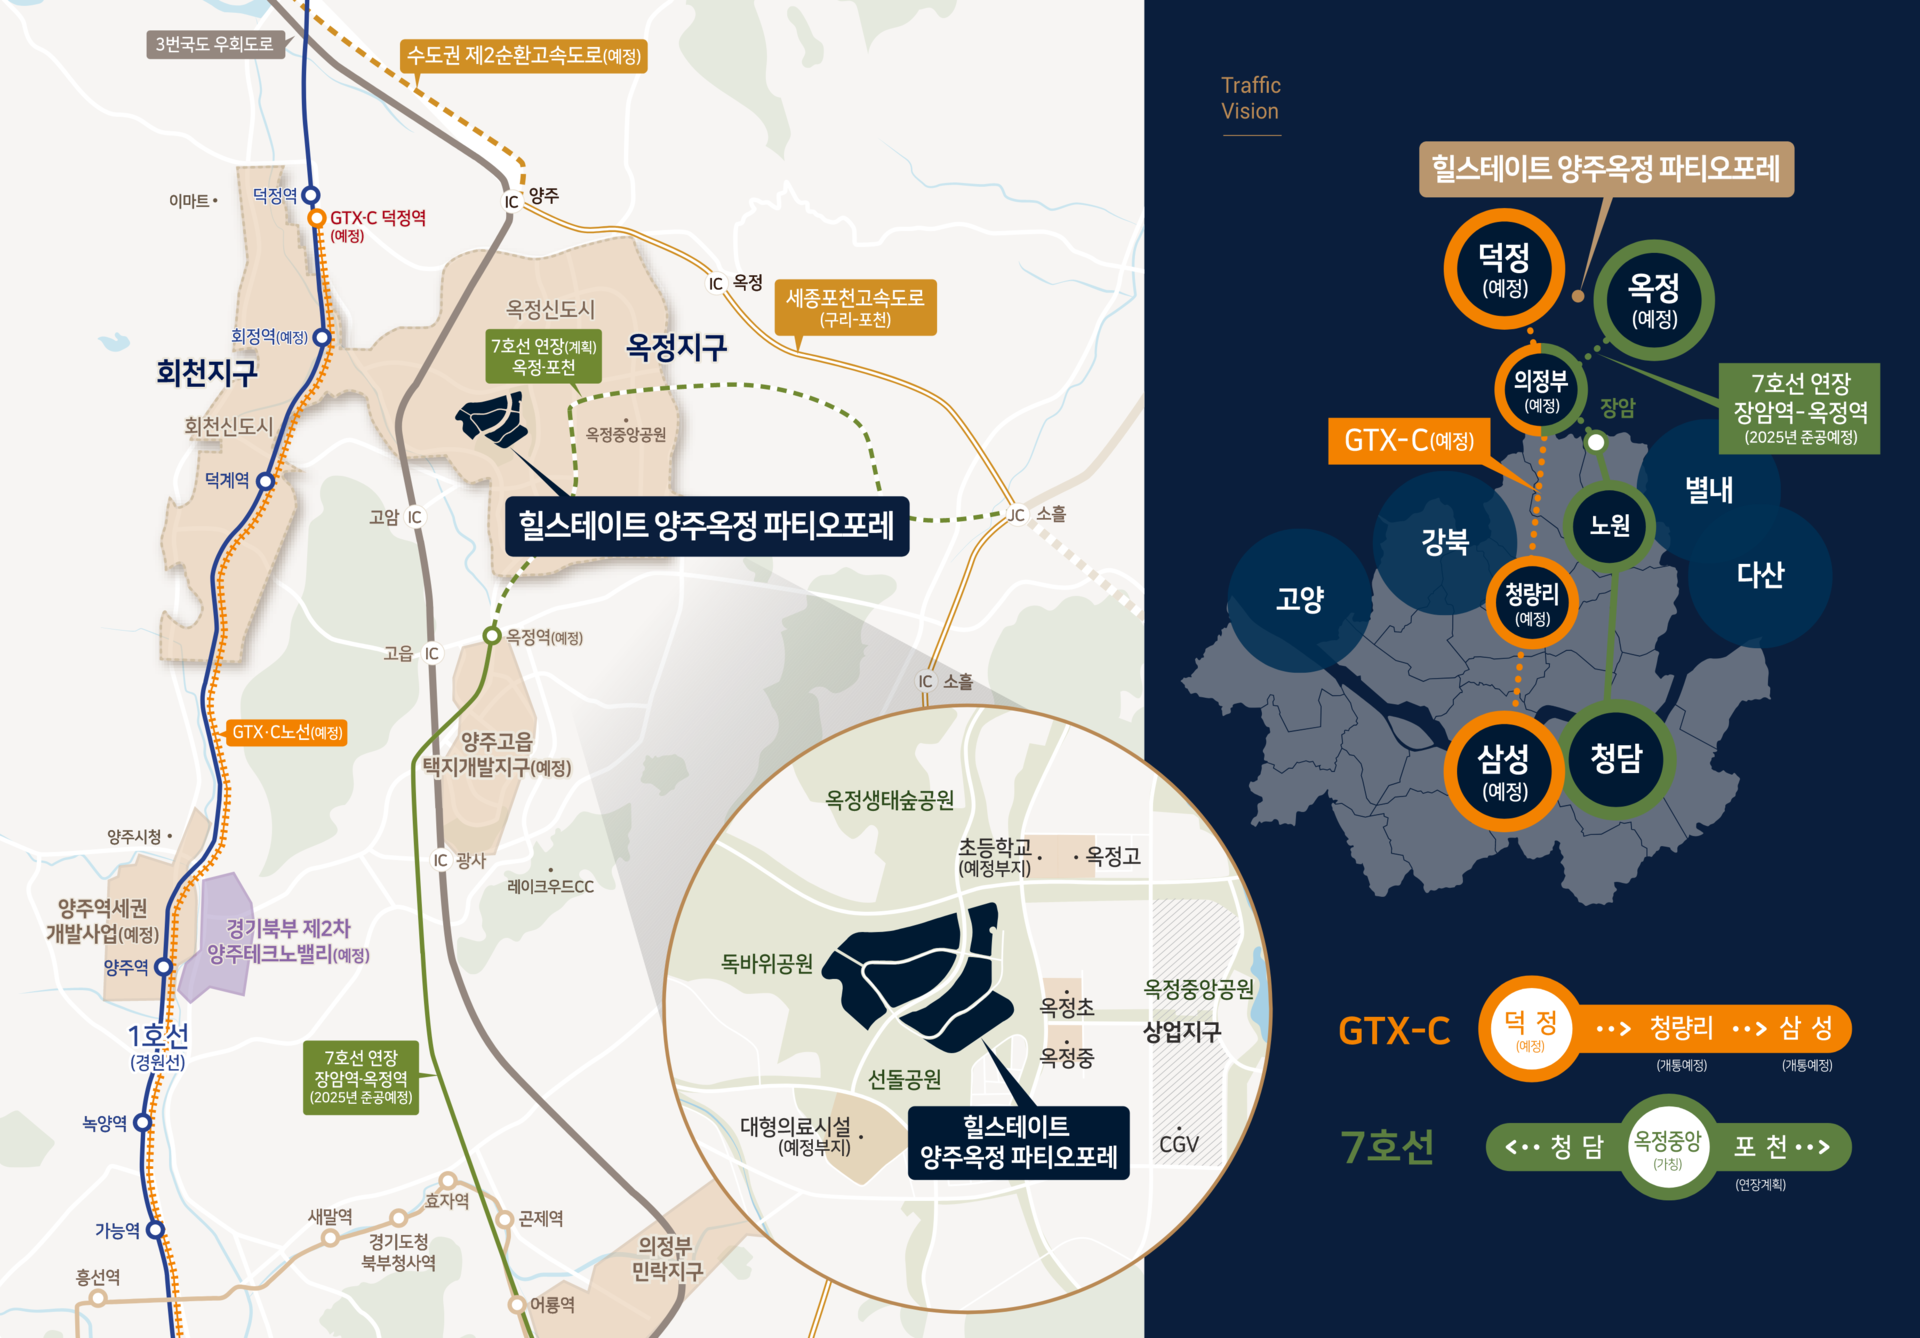 3번국도 우회도로
수도권 제2순환고속도로(예정)
이마트
덕정역
GTX-C 덕정역
(예정)
IC 양주
IC 옥정
세종포천고속도로
(구리-포천)
옥정신도시
7호선 연장(계획)
옥정-포천
옥정지구
회정역(예정)
회천지구
회천신도시
옥정중앙공원
덕계역
고암 IC
힐스테이트 양주옥정 파티오포레
JC 소흘
옥정역(예정)
고읍 IC
IC 소흘
GTX·C노선(예정)
양주고읍
택지개발지구(예정)
양주시청
IC 광사
레이크우드CC
양주역세권
개발사업(예정)
경기북부 제2차
양주테크노밸리(예정)
양주역
1호선
(경원선)
7호선 연장
장암역-옥정역
(2025년 준공예정)
녹양역
가능역
흥선역
새말역
경기도청
북부청사역
효자역
곤제역
어룡역
의정부
민락지구
옥정생태숲공원
초등학교
(예정부지)
옥정고
독바위공원
옥정초
옥정중앙공원
상업지구
옥정중
선돌공원
대형의료시설
(예정부지)
힐스테이트
양주옥정 파티오포레
CGV
Traffic
Vision
힐스테이트 양주옥정 파티오포레
덕정
(예정)
옥정
(예정)
의정부
(예정)
장암
7호선 연장
장암역-옥정역
(2025년 준공예정)
GTX-C(예정)
별내
강북
노원
다산
고양
청량리
(예정)
삼성
(예정)
청담
GTX-C
덕 정
(예정)
청량리
(개통예정)
삼 성
(개통예정)
7호선
청 담
옥정중앙
(가칭)
포 천
(연장계획)